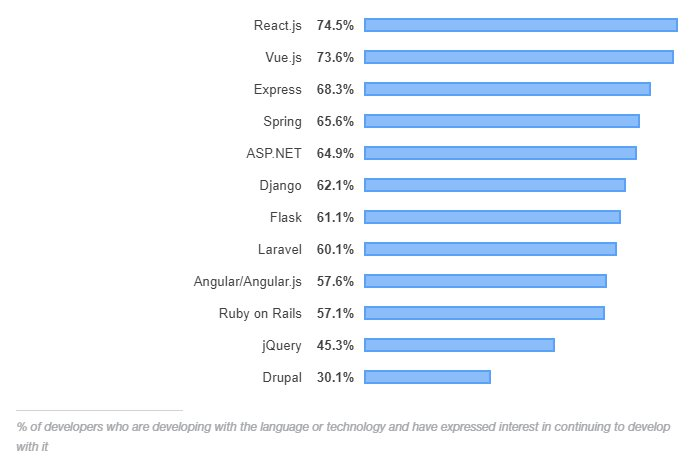 React.js 74.5%
Vue.js 73.6%
Express 68.3%
Spring 65.6%
ASP.NET 64.9%
Django 62.1%
Flask 61.1%
Laravel 60.1%
Angular/Angular.js 57.6%
Ruby on Rails 57.1%
jQuery 45.3%
Drupal 30.1%
% of developers who are developing with the language or technology and have expressed interest in continuing to develop
with it